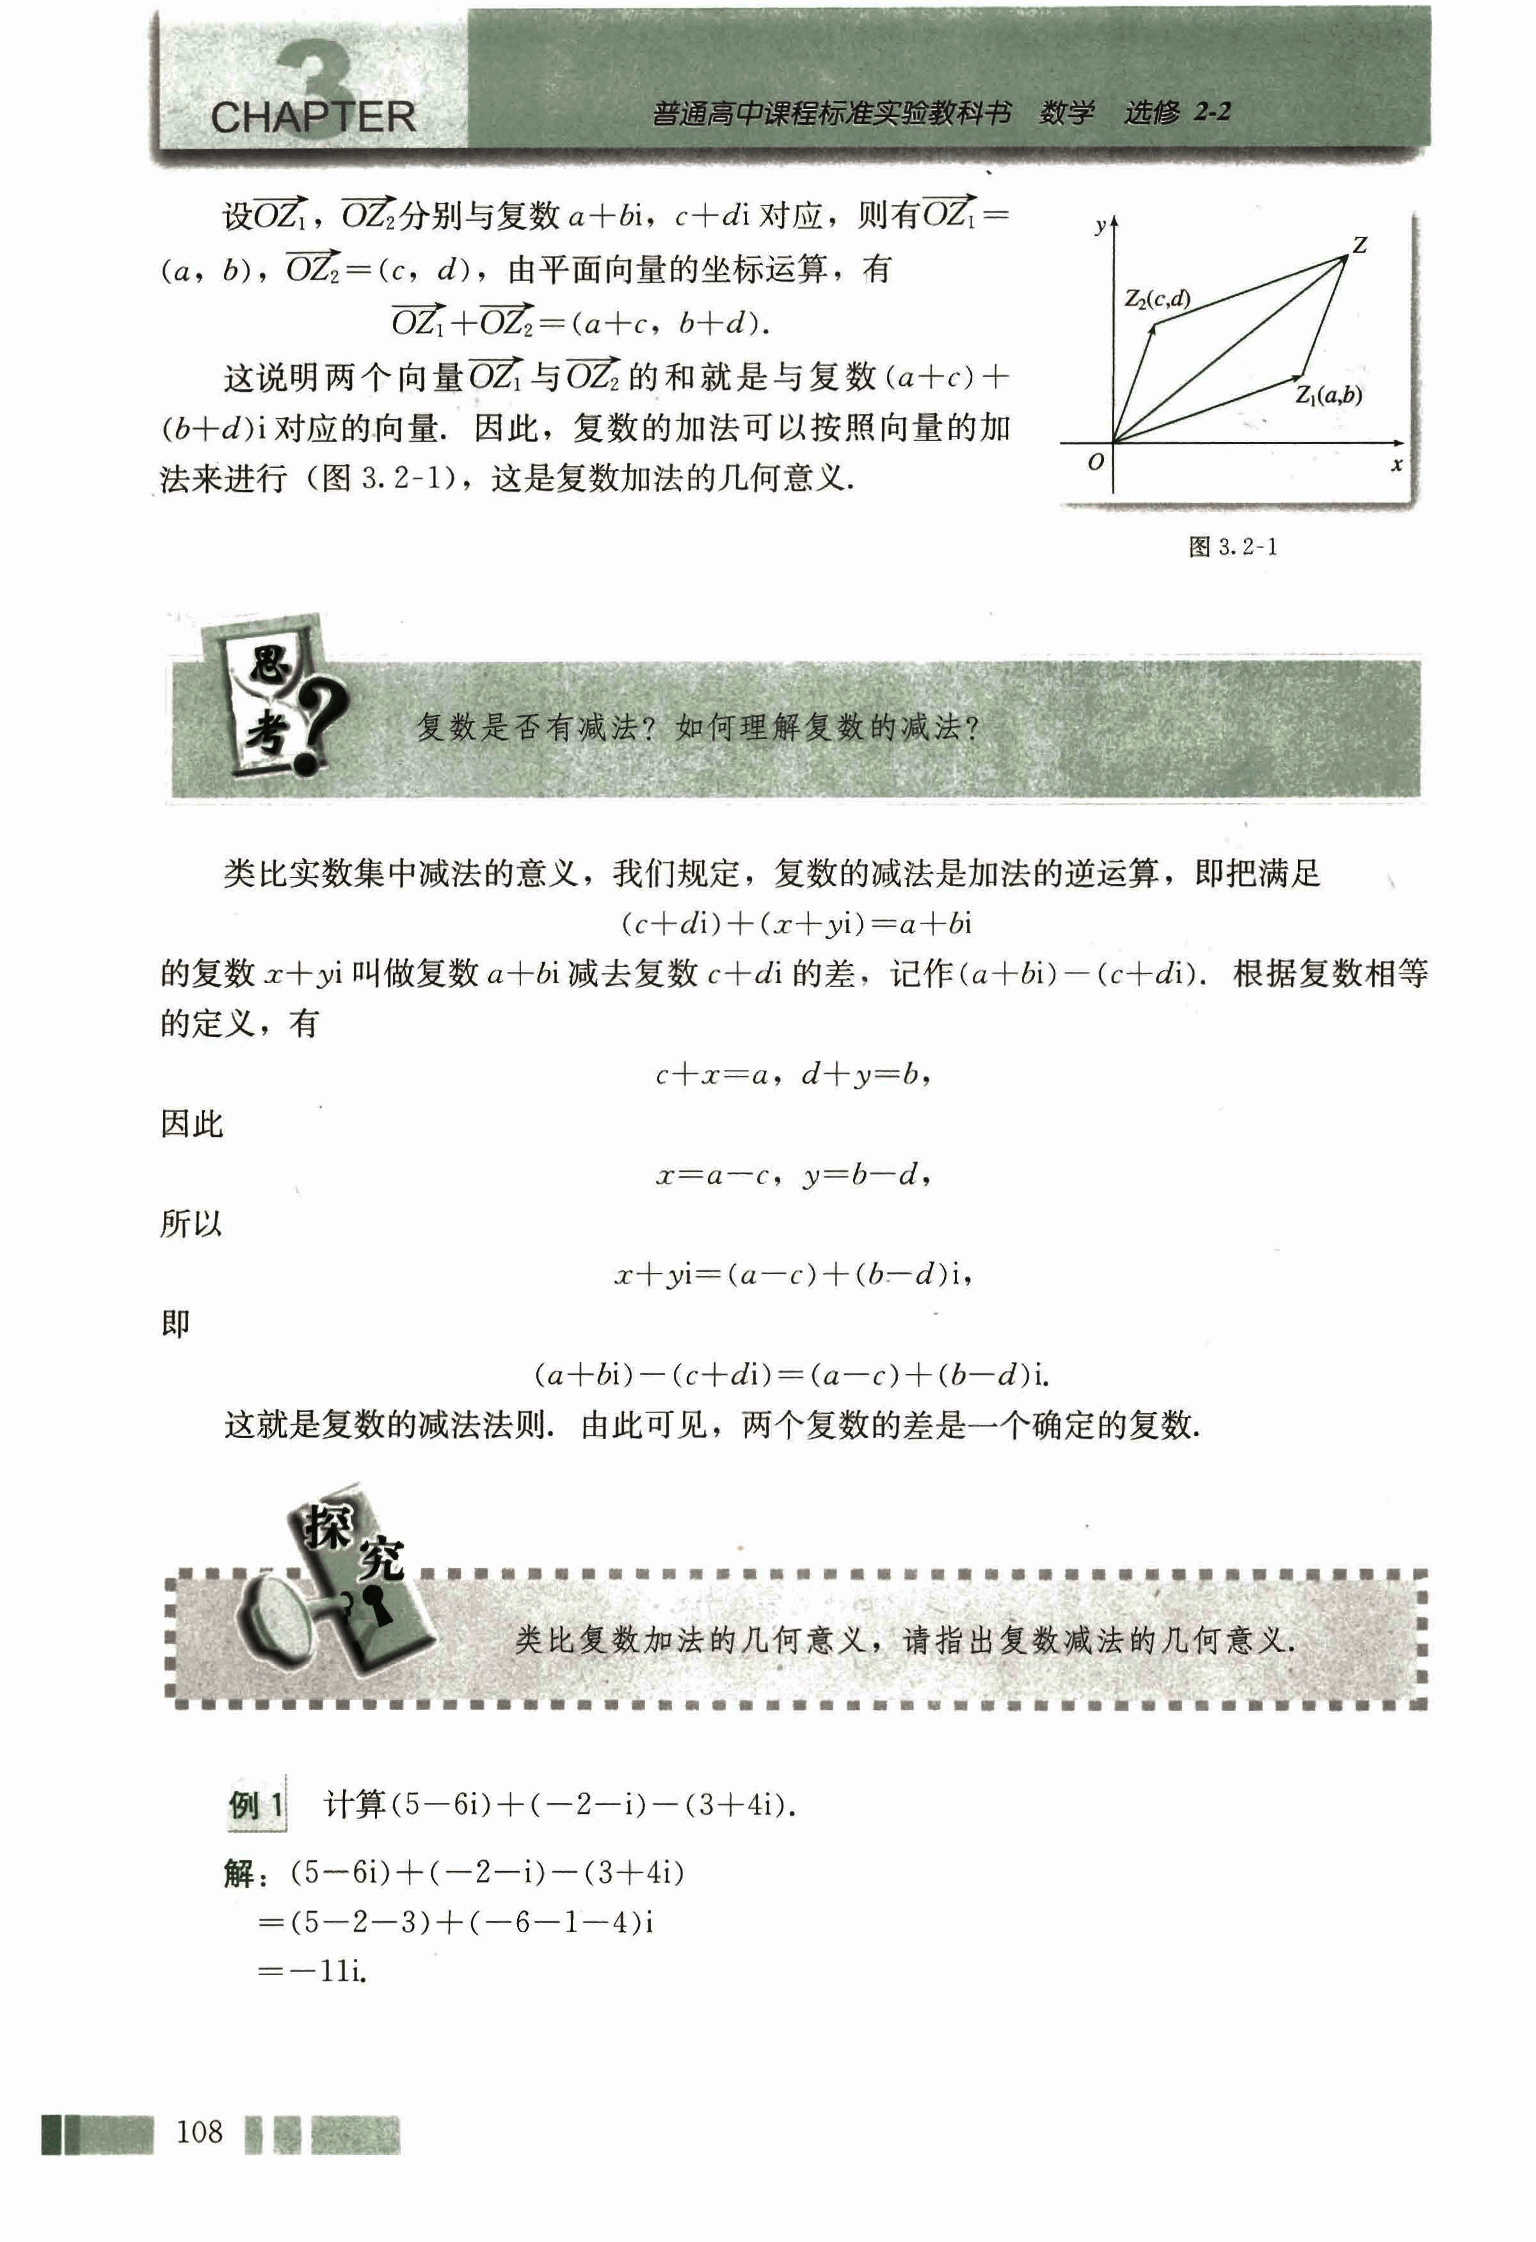 3
CHAPTER
普通高中课程标准实验教科书 数学 选修 2-2
设$\overrightarrow{OZ_1}$，$\overrightarrow{OZ_2}$分别与复数 a+bi，c+di 对应，则有$\overrightarrow{OZ_1}$=
(a，b)，$\overrightarrow{OZ_2}$=(c，d)，由平面向量的坐标运算，有
$\overrightarrow{OZ_1}$+$\overrightarrow{OZ_2}$=(a+c，b+d).
这说明两个向量$\overrightarrow{OZ_1}$与$\overrightarrow{OZ_2}$的和就是与复数(a+c)+
(b+d)i 对应的向量. 因此，复数的加法可以按照向量的加
法来进行（图 3.2-1），这是复数加法的几何意义.
y
Z
Z₂(c,d)
Z₁(a,b)
O
x
图 3.2-1
思考?
复数是否有减法？如何理解复数的减法？
类比实数集中减法的意义，我们规定，复数的减法是加法的逆运算，即把满足
(c+di)+(x+yi)=a+bi
的复数 x+yi 叫做复数 a+bi 减去复数 c+di 的差，记作(a+bi)-(c+di). 根据复数相等
的定义，有
c+x=a，d+y=b，
因此
x=a-c，y=b-d，
所以
x+yi=(a-c)+(b-d)i，
即
(a+bi)-(c+di)=(a-c)+(b-d)i.
这就是复数的减法法则. 由此可见，两个复数的差是一个确定的复数.
探究
类比复数加法的几何意义，请指出复数减法的几何意义.
例 1 计算(5-6i)+(-2-i)-(3+4i).
解：(5-6i)+(-2-i)-(3+4i)
=(5-2-3)+(-6-1-4)i
=-11i.
108